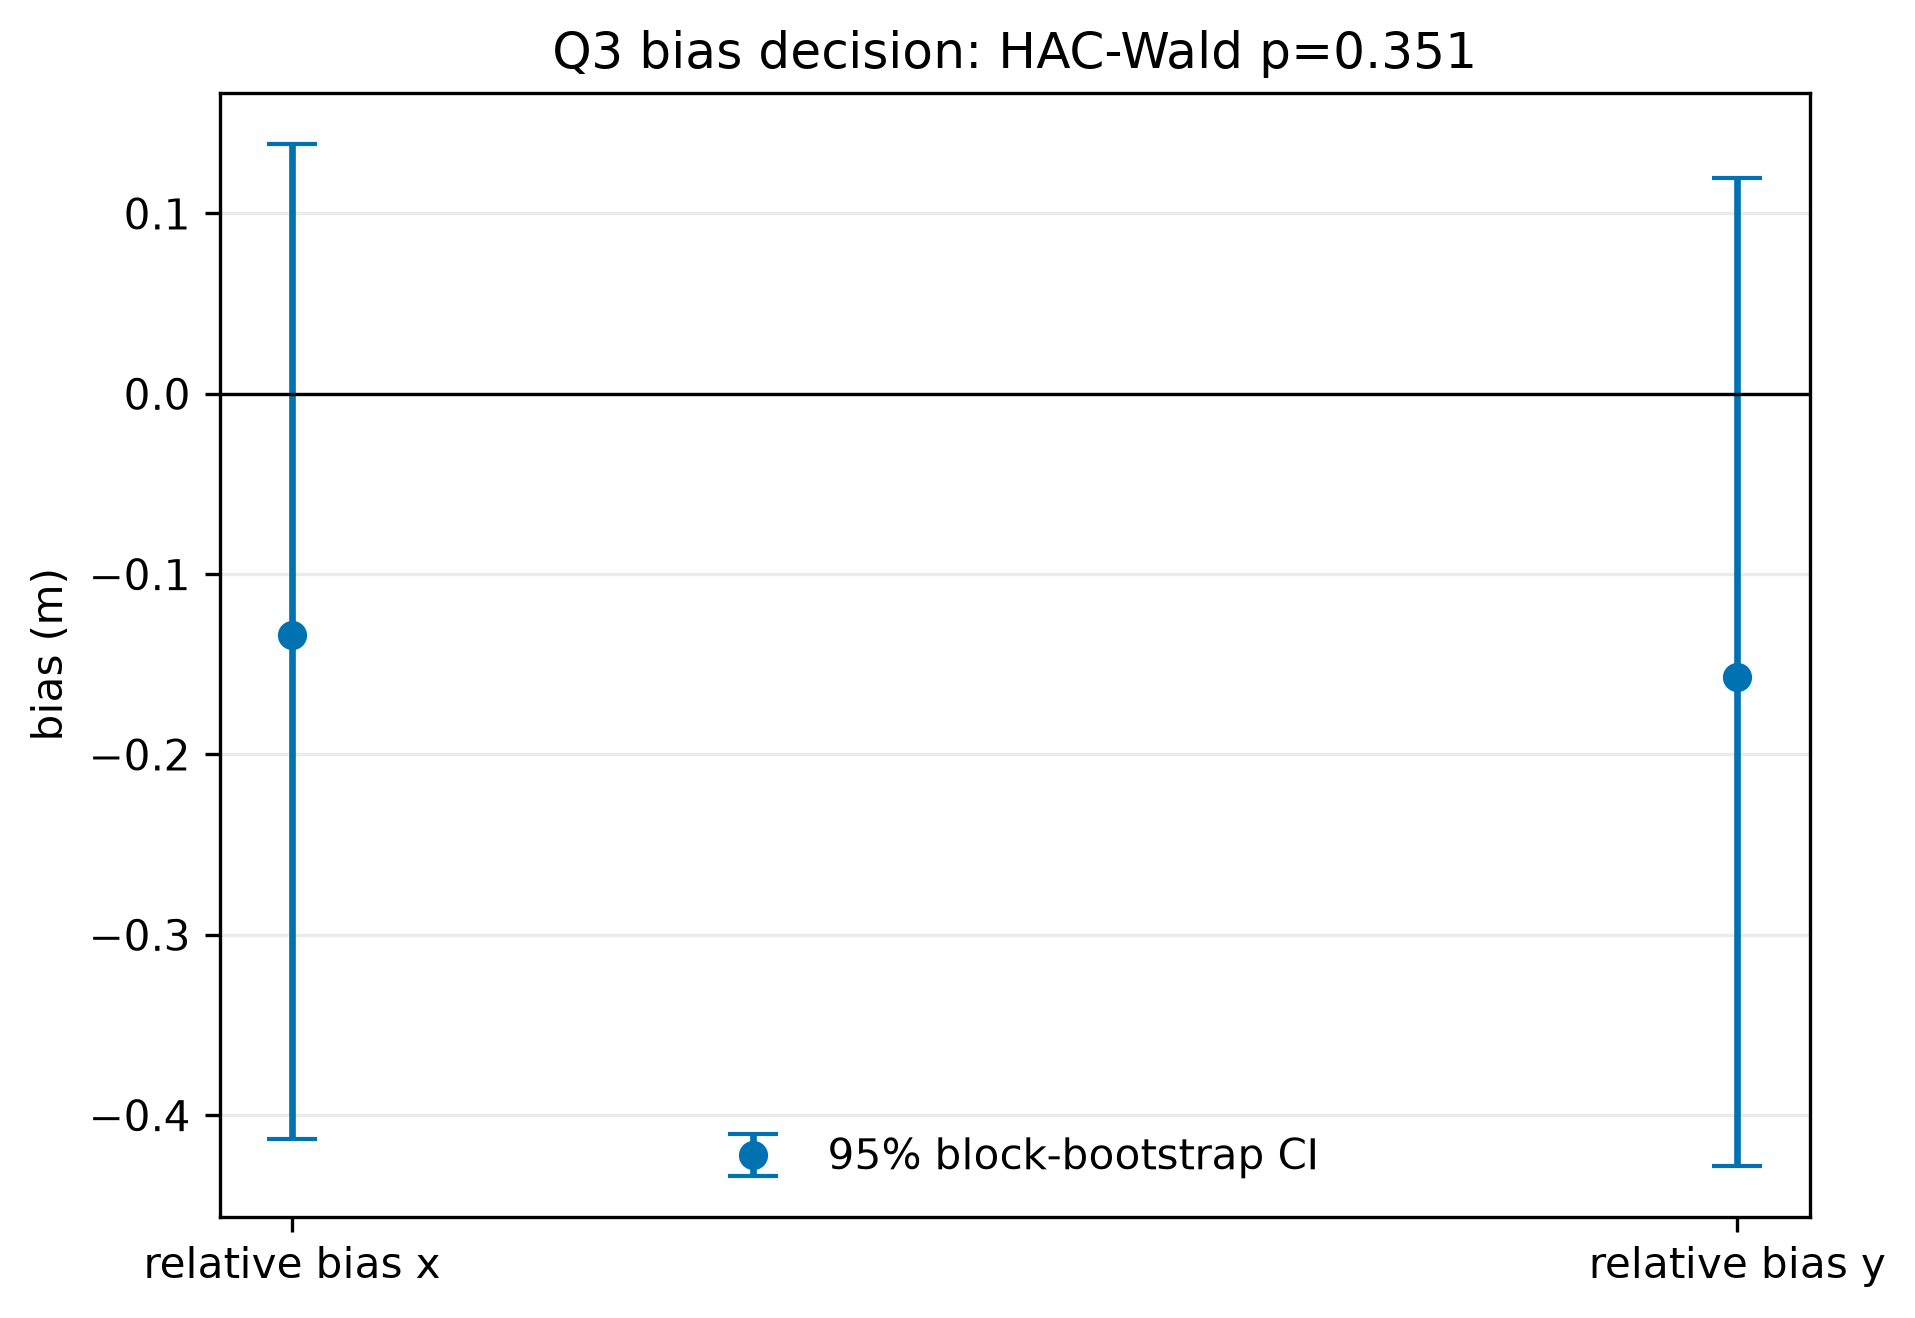 Q3 bias decision: HAC-Wald p=0.351
bias (m)
0.1
0.0
−0.1
−0.2
−0.3
−0.4
95% block-bootstrap CI
relative bias x
relative bias y